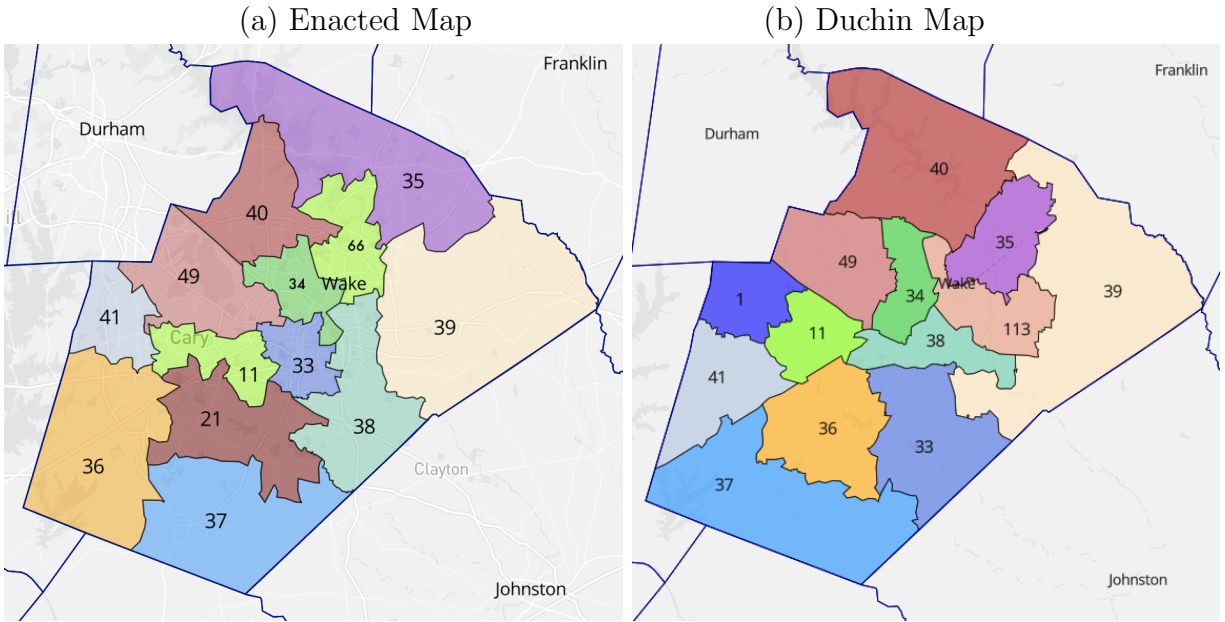 (a) Enacted Map
(b) Duchin Map
Franklin
Durham
35
40
66
49
34
Wake
41
39
Cary
33
11
21
38
36
Clayton
37
Johnston
Franklin
Durham
40
35
49
Wake
39
1
34
113
11
38
41
36
33
37
Johnston